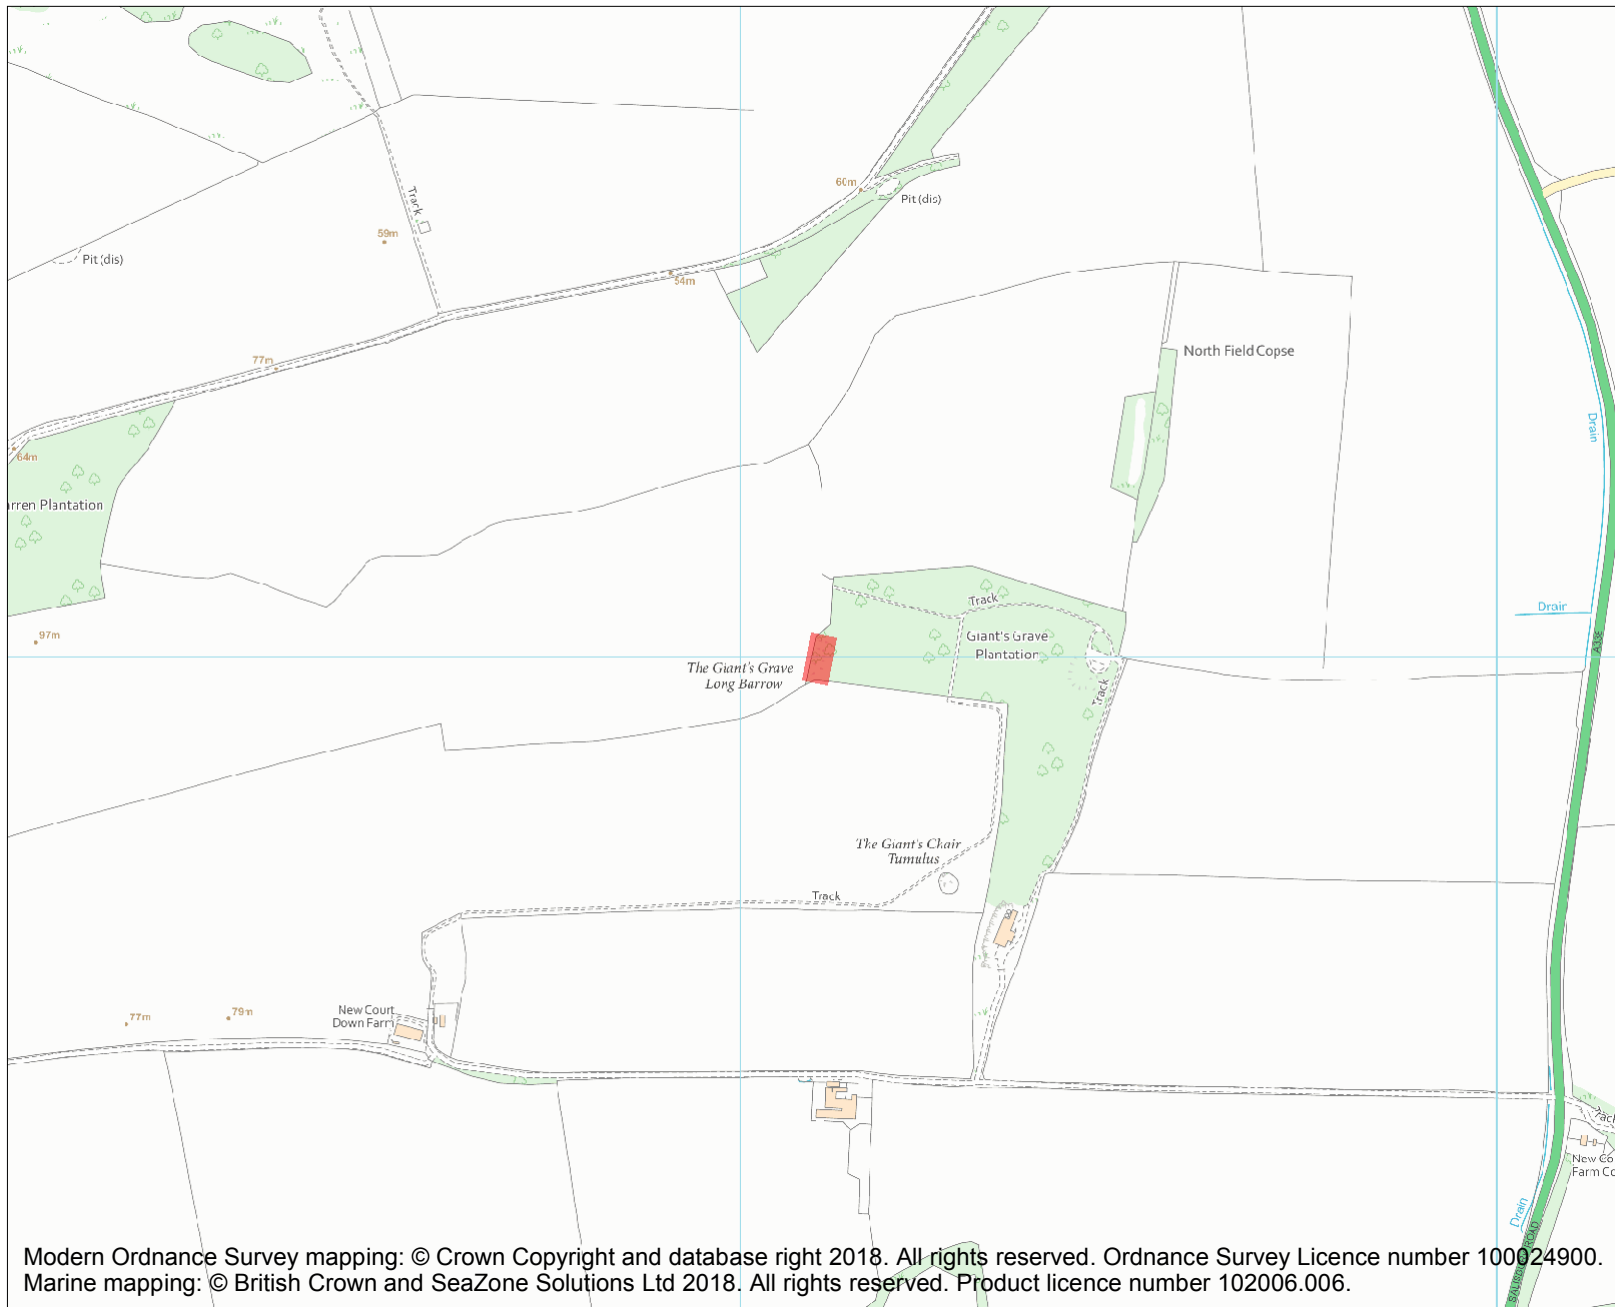 Track
60m
Pit (dis)
59m
Pit (dis)
54m
77m
North Field Copse
Drain
64m
arren Plantation
Track
Drain
97m
Giant's Grave
Plantation
A338
The Giant's Grave
Long Barrow
Track
The Giant's Chair
Tumulus
Track
New Court
Down Farm
79m
77m
Track
New Co
Farm Co
Drain
SALISBURY ROAD
Modern Ordnance Survey mapping: © Crown Copyright and database right 2018. All rights reserved. Ordnance Survey Licence number 100024900.
Marine mapping: © British Crown and SeaZone Solutions Ltd 2018. All rights reserved. Product licence number 102006.006.